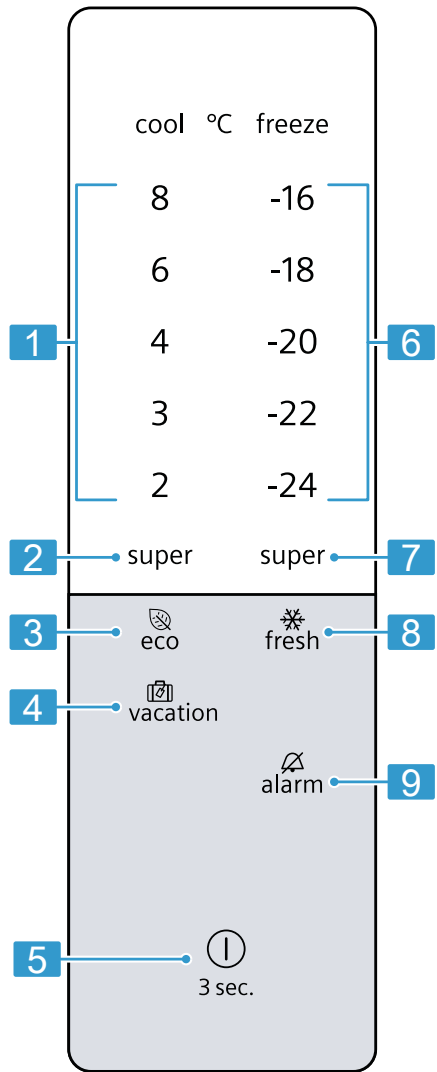 cool °C freeze
8 -16
6 -18
1 4 -20 6
3 -22
2 -24
2 super super 7
3 eco fresh 8
4 vacation
alarm 9
5
3 sec.